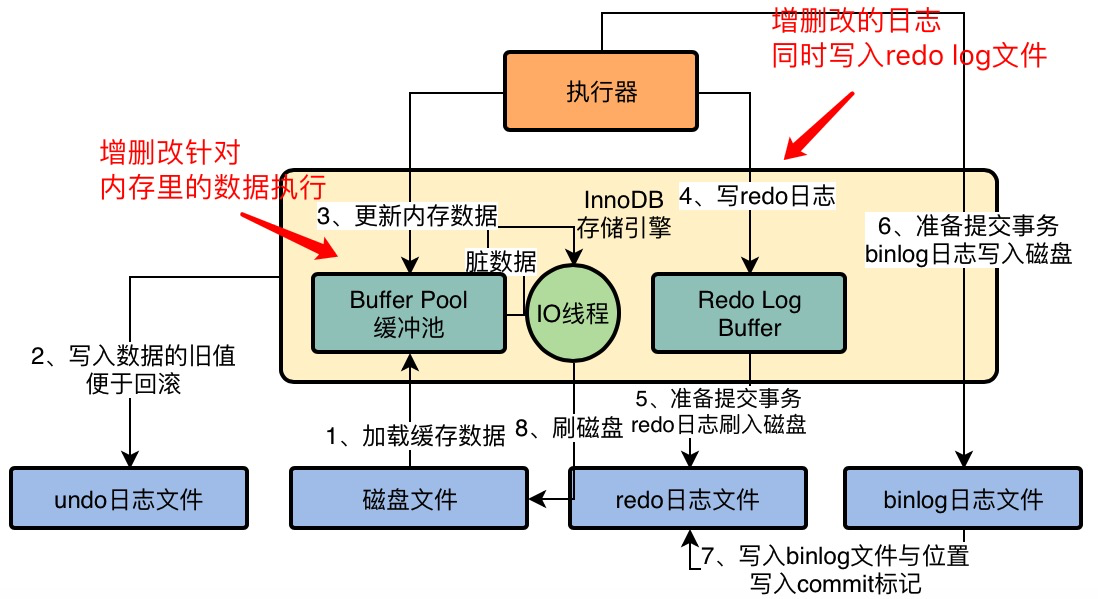 增删改的日志
同时写入redo log文件
执行器
增删改针对
内存里的数据执行
InnoDB
存储引擎
4、写redo日志
3、更新内存数据
6、准备提交事务
binlog日志写入磁盘
脏数据
Buffer Pool
缓冲池
IO线程
Redo Log
Buffer
2、写入数据的旧值
便于回滚
5、准备提交事务
redo日志刷入磁盘
1、加载缓存数据
8、刷磁盘
undo日志文件
磁盘文件
redo日志文件
binlog日志文件
7、写入binlog文件与位置
写入commit标记